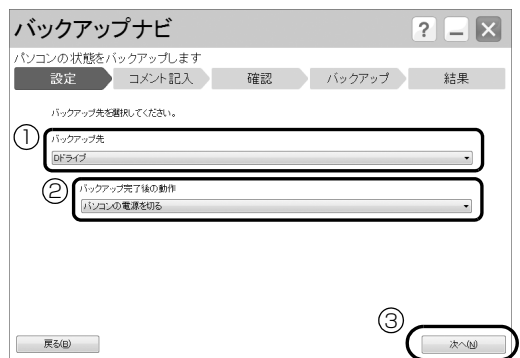 バックアップナビ
? – ×
パソコンの状態をバックアップします
設定 コメント記入 確認 バックアップ 結果
バックアップ先を選択してください。
①
バックアップ先
Dドライブ
②
バックアップ完了後の動作
パソコンの電源を切る
③
戻る(B) 次へ(N)